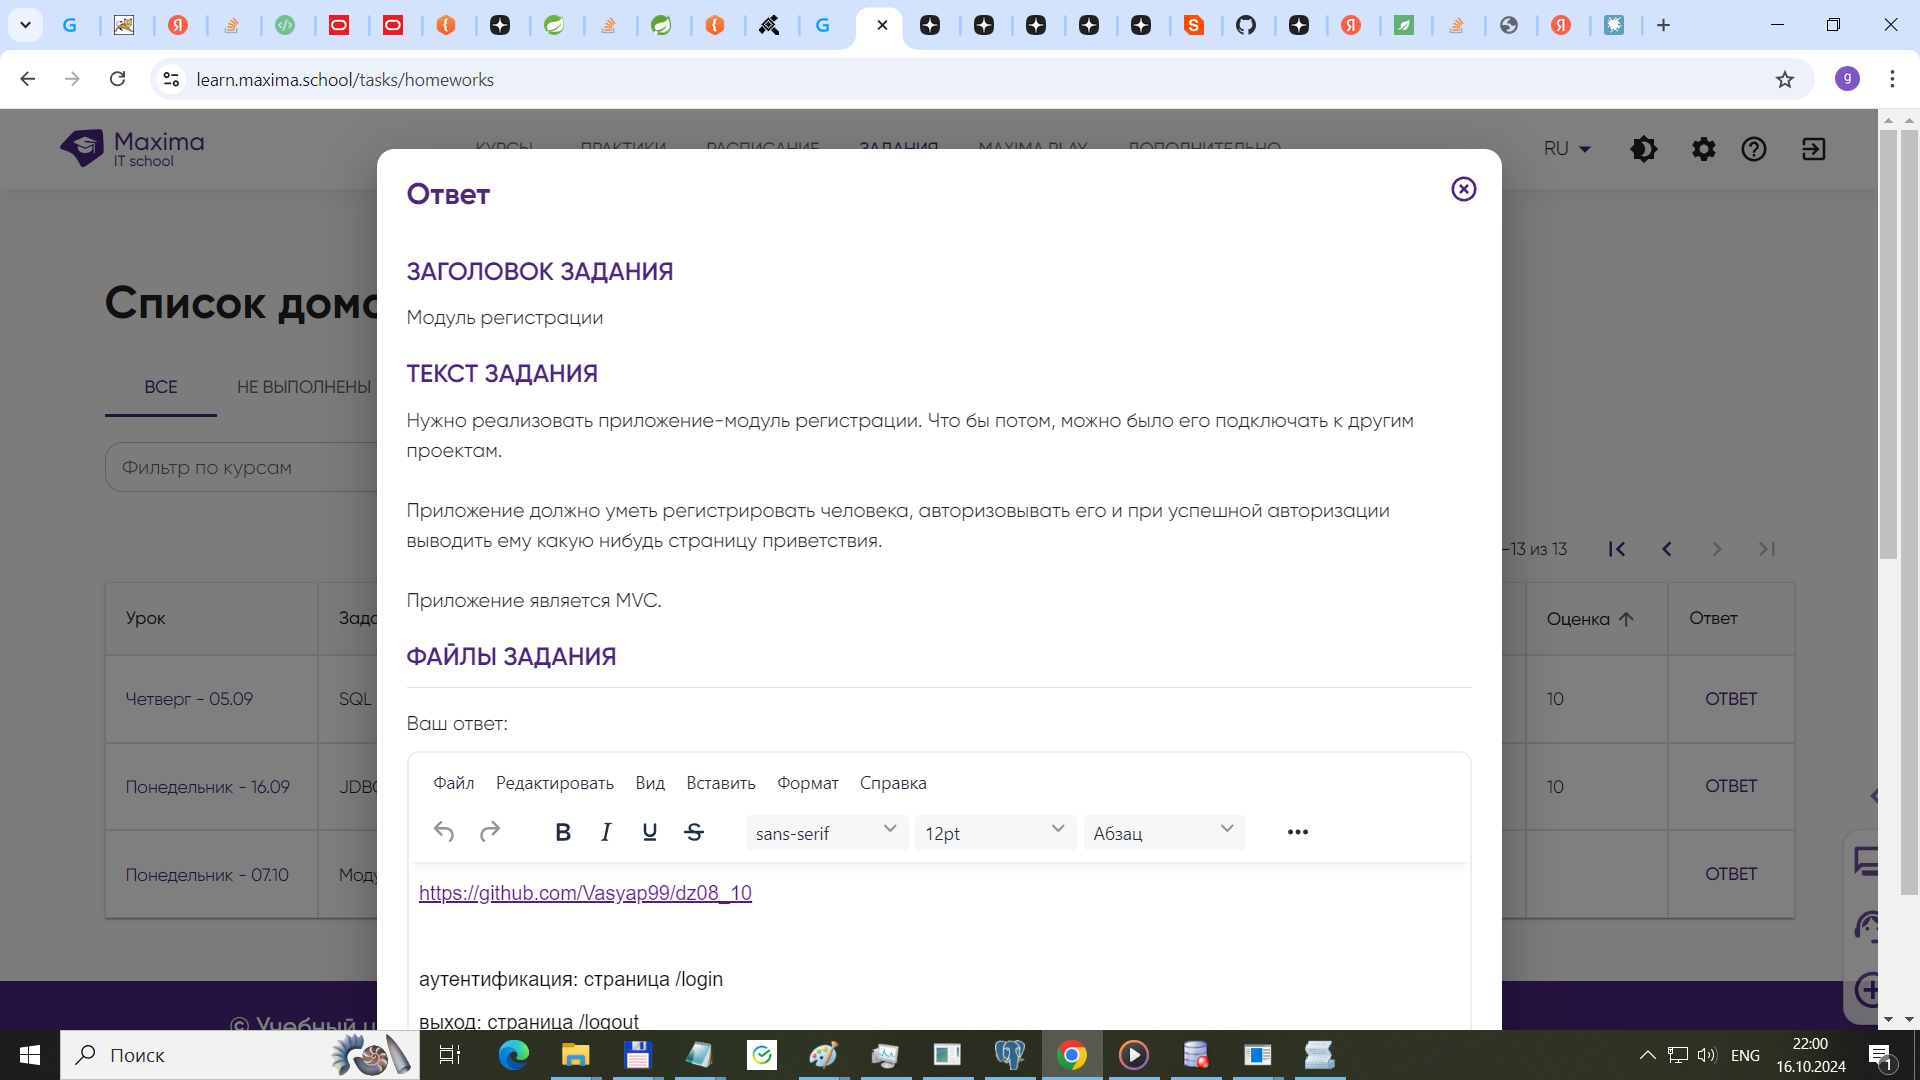 learn.maxima.school/tasks/homeworks
g
Maxima
IT school
КУРСЫ
ПРАКТИКИ
РАСПИСАНИЕ
ЗАДАНИЯ
MAXIMA PLAY
ДОПОЛНИТЕЛЬНО
RU
Ответ
ЗАГОЛОВОК ЗАДАНИЯ
Список
Модуль регистрации
ТЕКСТ ЗАДАНИЯ
ВСЕ
НЕ ВЫПОЛНЕНЫ
Нужно реализовать приложение-модуль регистрации. Что бы потом, можно было его подключать к другим
проектам.
Фильтр по курсам
Приложение должно уметь регистрировать человека, авторизовывать его и при успешной авторизации
выводить ему какую нибудь страницу приветствия.
–13 из 13
Приложение является MVC.
Урок
Оценка
Ответ
ФАЙЛЫ ЗАДАНИЯ
Четверг - 05.09
SQL
10
ОТВЕТ
Ваш ответ:
Файл
Редактировать
Вид
Вставить
Формат
Справка
Понедельник - 16.09
JDBC
10
ОТВЕТ
B
I
U
S
sans-serif
12pt
Абзац
Понедельник - 07.10
Моду
ОТВЕТ
https://github.com/Vasyap99/dz08_10
аутентификация: страница /login
выход: страница /logout
© Учебный ц
Поиск
ENG
22:00
16.10.2024
1